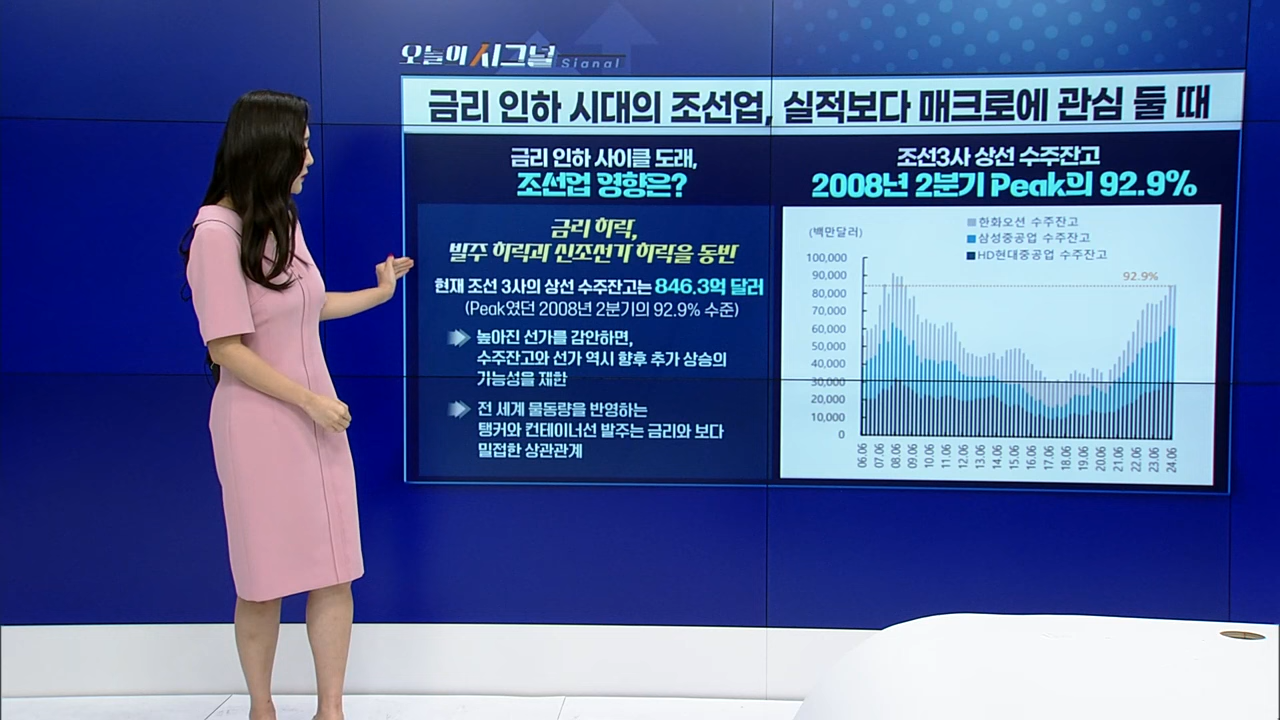 오늘의 시그널
Signal
금리 인하 시대의 조선업, 실적보다 매크로에 관심 둘 때
금리 인하 사이클 도래,
조선업 영향은?
금리 하락,
발주 하락과 신조선가 하락을 동반
현재 조선 3사의 상선 수주잔고는 846.3억 달러
(Peak였던 2008년 2분기의 92.9% 수준)
높아진 선가를 감안하면,
수주잔고와 선가 역시 향후 추가 상승의
가능성을 제한
전 세계 물동량을 반영하는
탱커와 컨테이너선 발주는 금리와 보다
밀접한 상관관계
조선3사 상선 수주잔고
2008년 2분기 Peak의 92.9%
(백만달러)
한화오션 수주잔고
삼성중공업 수주잔고
HD현대중공업 수주잔고
92.9%
100,000
90,000
80,000
70,000
60,000
50,000
40,000
30,000
20,000
10,000
0
06.06 07.06 08.06 09.06 10.06 11.06 12.06 13.06 14.06 15.06 16.06 17.06 18.06 19.06 20.06 21.06 22.06 23.06 24.06